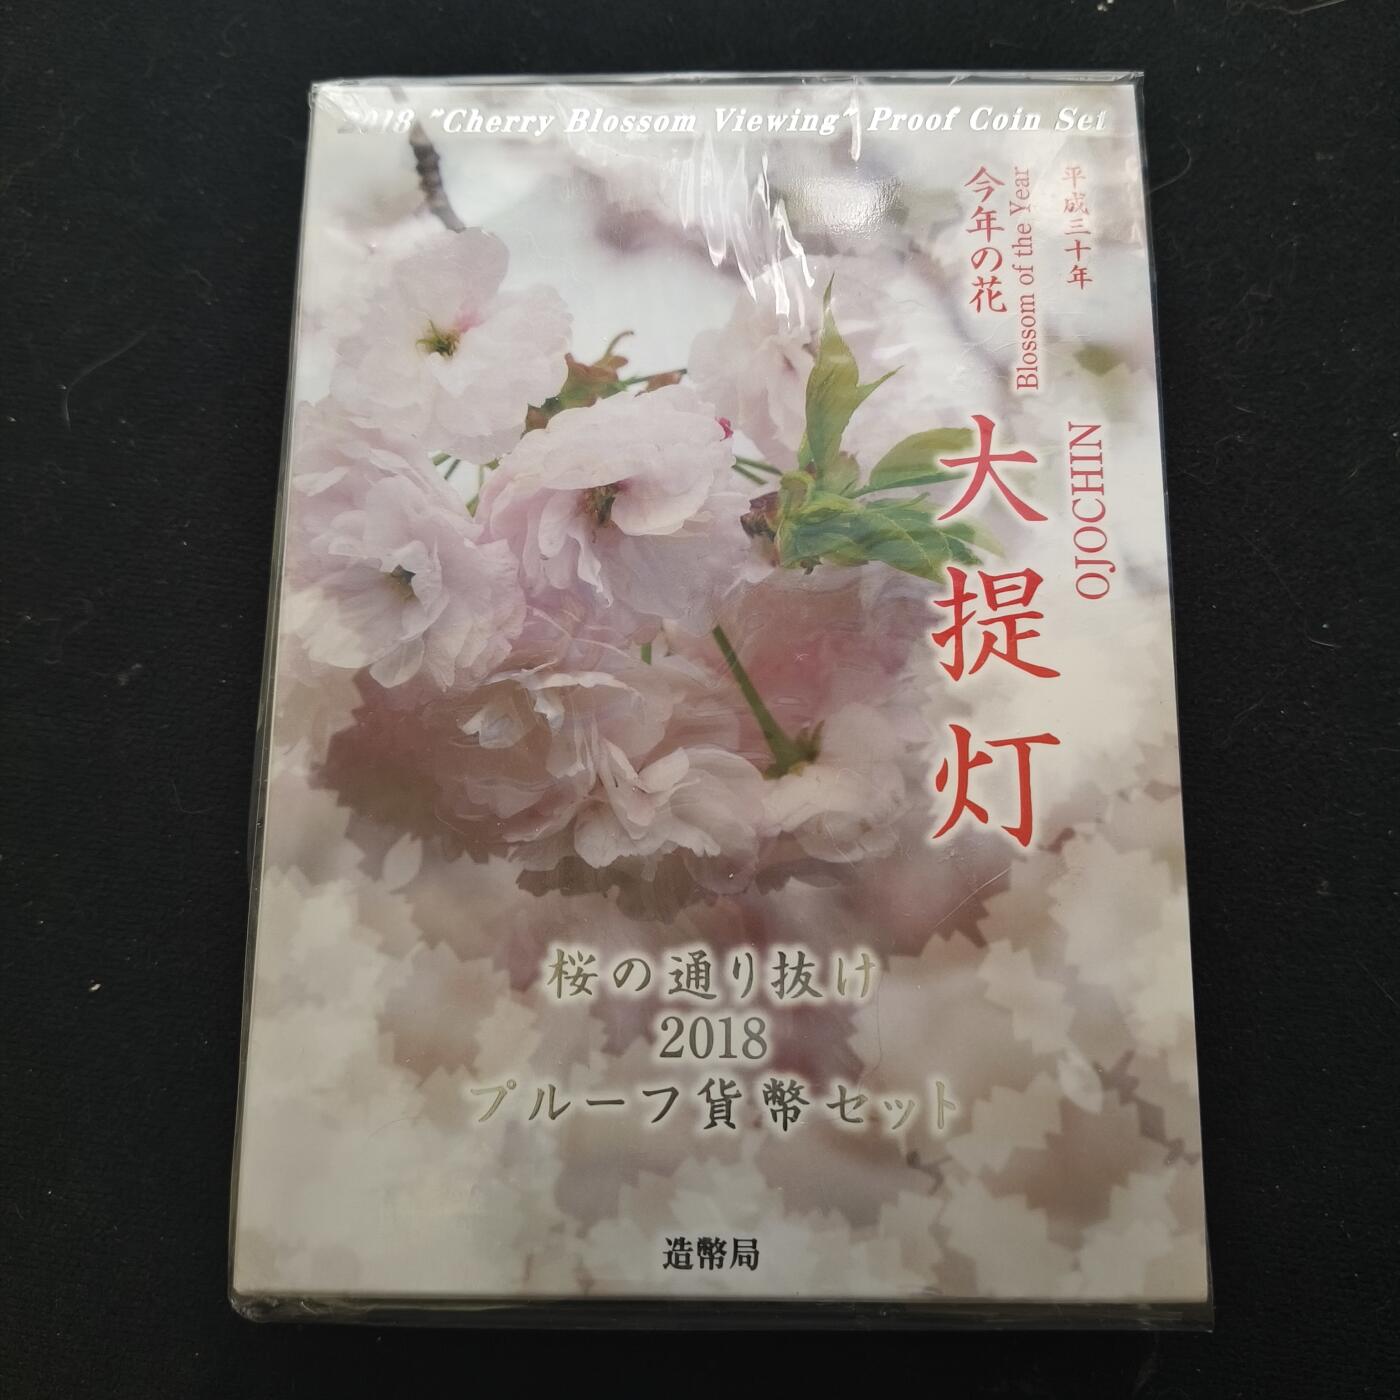 2018 "Cherry Blossom Viewing" Proof Coin Set
平成三十年
今年の花
Blossom of the Year
大提灯
OJOCHIN
桜の通り抜け
2018
プルーフ貨幣セット
造幣局